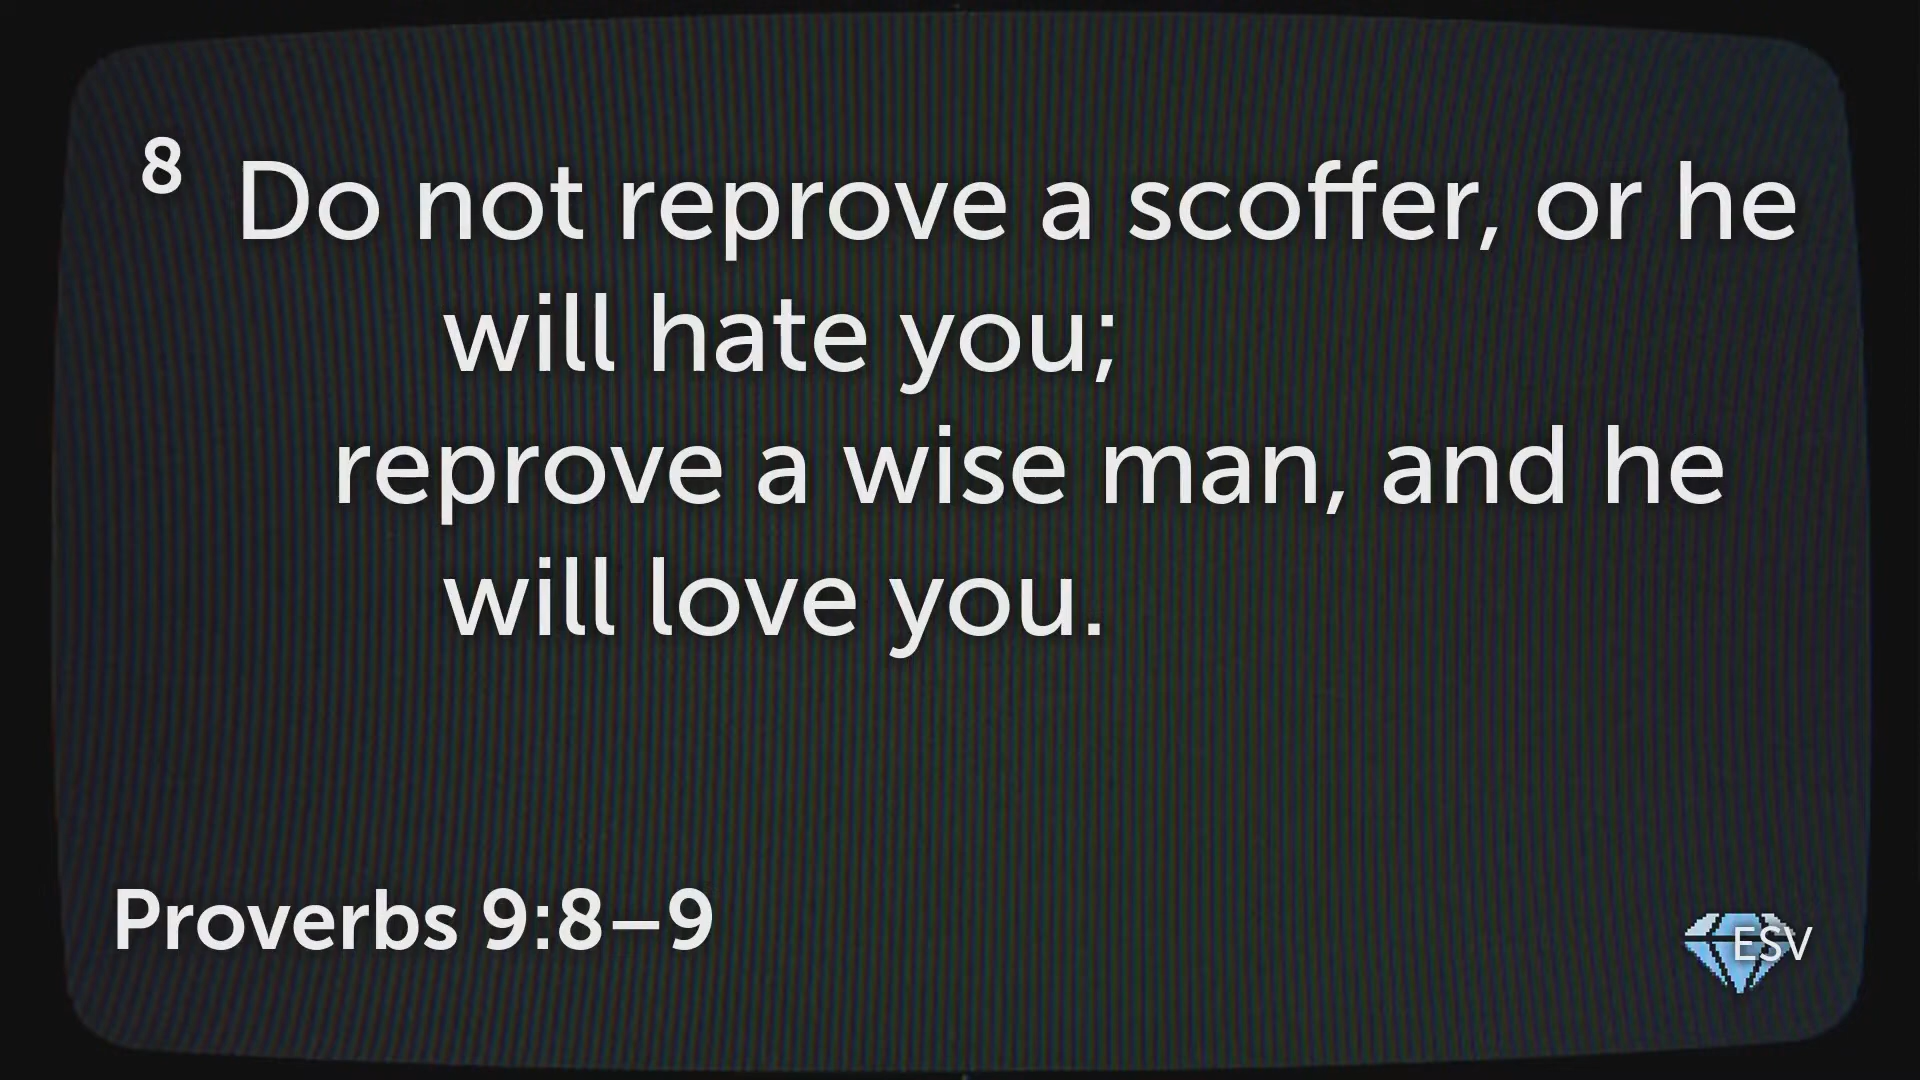 8 Do not reprove a scoffer, or he
will hate you;
reprove a wise man, and he
will love you.
Proverbs 9:8–9
ESV